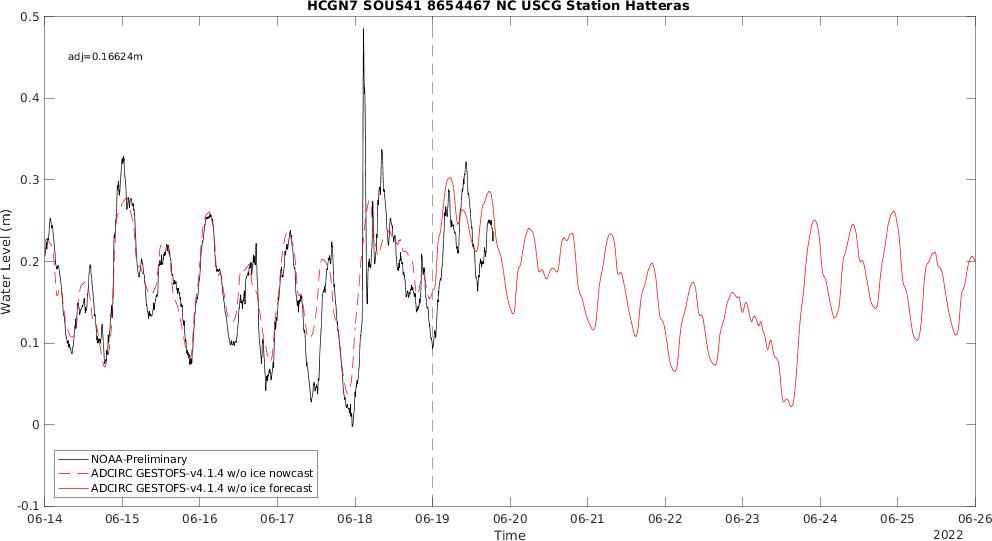 HCGN7 SOUS41 8654467 NC USCG Station Hatteras
adj=0.16624m
Water Level (m)
0.5
0.4
0.3
0.2
0.1
0
-0.1
NOAA-Preliminary
ADCIRC GESTOFS-v4.1.4 w/o ice nowcast
ADCIRC GESTOFS-v4.1.4 w/o ice forecast
06-14 06-15 06-16 06-17 06-18 06-19 06-20 06-21 06-22 06-23 06-24 06-25 06-26
Time
2022